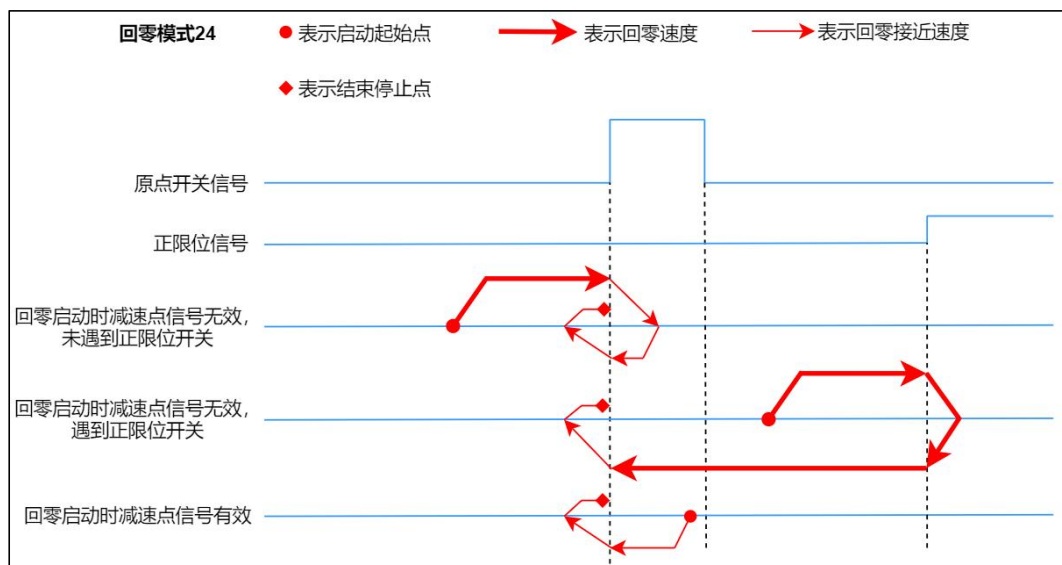 回零模式24
表示启动起始点
表示回零速度
表示回零接近速度
表示结束停止点
原点开关信号
正限位信号
回零启动时减速点信号无效,
未遇到正限位开关
回零启动时减速点信号无效,
遇到正限位开关
回零启动时减速点信号有效